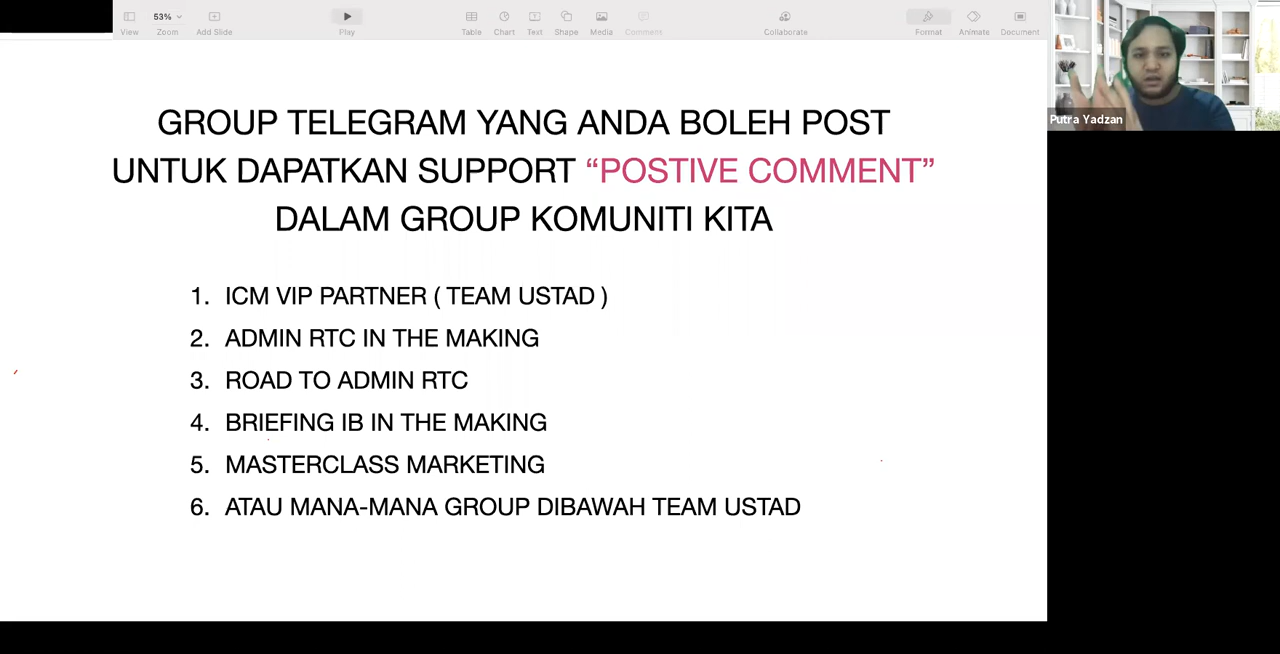 53%
View
Zoom
Add Slide
Play
Table
Chart
Text
Shape
Media
Comment
Collaborate
Format
Animate
Document
Putra Yadzan
GROUP TELEGRAM YANG ANDA BOLEH POST
UNTUK DAPATKAN SUPPORT “POSTIVE COMMENT”
DALAM GROUP KOMUNITI KITA
1. ICM VIP PARTNER ( TEAM USTAD )
2. ADMIN RTC IN THE MAKING
3. ROAD TO ADMIN RTC
4. BRIEFING IB IN THE MAKING
5. MASTERCLASS MARKETING
6. ATAU MANA-MANA GROUP DIBAWAH TEAM USTAD